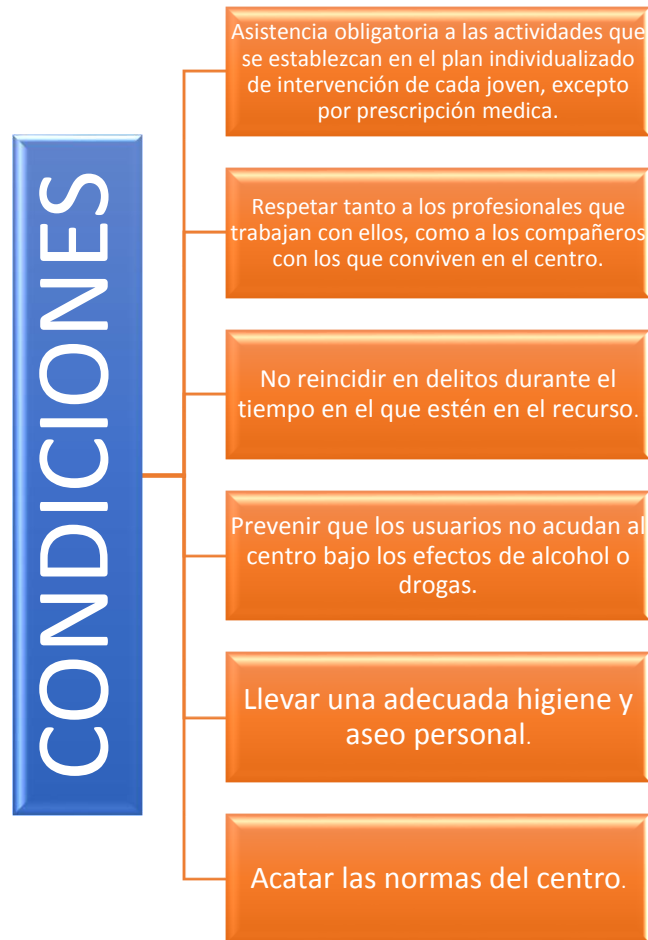 CONDICIONES
Asistencia obligatoria a las actividades que
se establezcan en el plan individualizado
de intervención de cada joven, excepto
por prescripción medica.
Respetar tanto a los profesionales que
trabajan con ellos, como a los compañeros
con los que conviven en el centro.
No reincidir en delitos durante el
tiempo en el que estén en el recurso.
Prevenir que los usuarios no acudan al
centro bajo los efectos de alcohol o
drogas.
Llevar una adecuada higiene y
aseo personal.
Acatar las normas del centro.